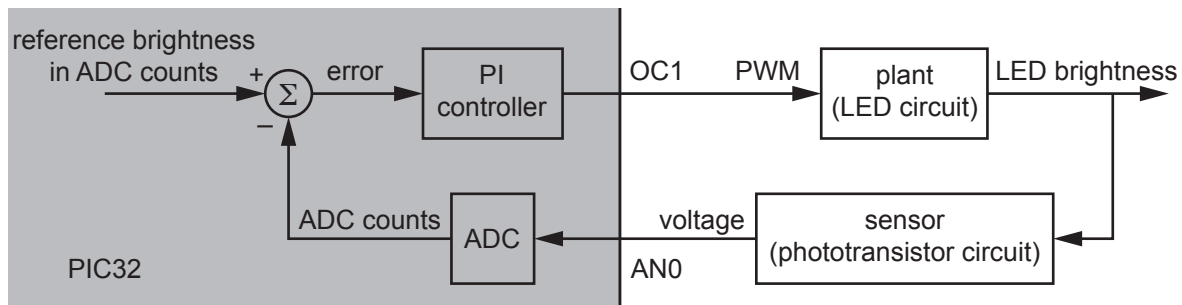 reference brightness
in ADC counts
+
−
Σ
error
PI
controller
OC1
PWM
plant
(LED circuit)
LED brightness
ADC counts
ADC
voltage
AN0
sensor
(phototransistor circuit)
PIC32